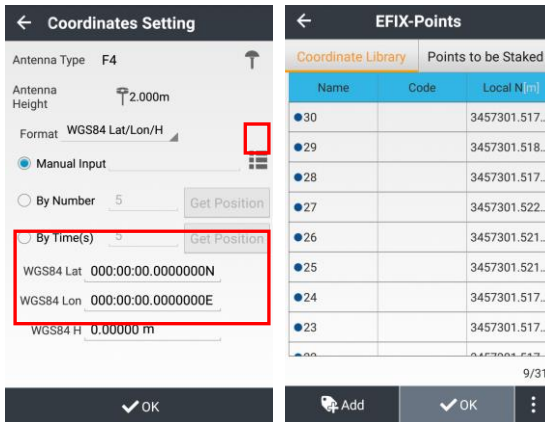 Coordinates Setting
Antenna Type F4
Antenna Height 2.000m
Format WGS84 Lat/Lon/H
Manual Input
By Number 5 Get Position
By Time(s) 5 Get Position
WGS84 Lat 000:00:00.0000000N
WGS84 Lon 000:00:00.0000000E
WGS84 H 0.00000 m
OK
EFIX-Points
Coordinate Library Points to be Staked
Name Code Local N[m]
30 3457301.517..
29 3457301.518..
28 3457301.517..
27 3457301.522..
26 3457301.521..
25 3457301.521..
24 3457301.517..
23 3457301.517..
9/31
Add OK